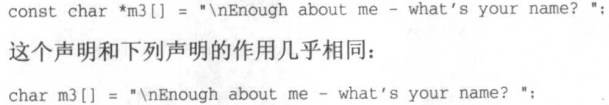 const char *m3[] = "\nEnough about me - what's your name? ";
这个声明和下列声明的作用几乎相同：
char m3[] = "\nEnough about me - what's your name? ";